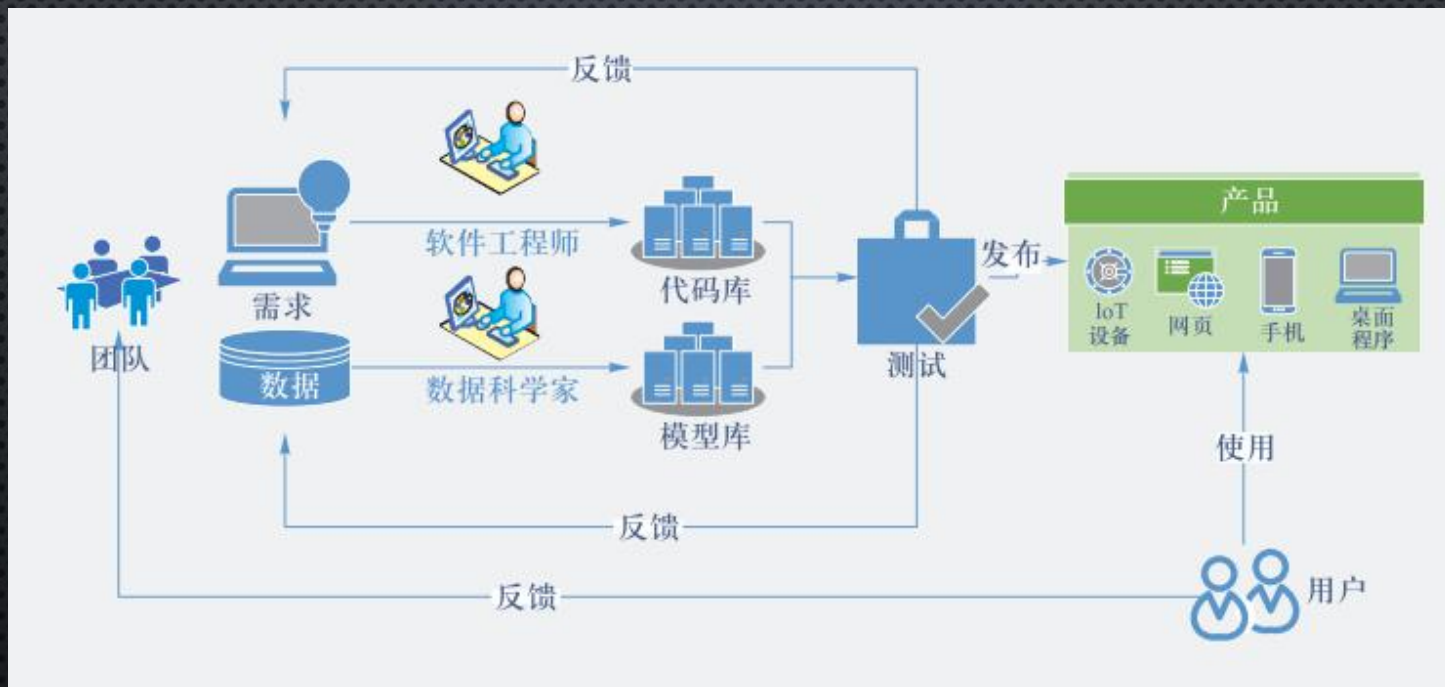 反馈
产品
软件工程师
发布
需求
代码库
IoT
设备
网页
手机
桌面
程序
团队
测试
数据
数据科学家
模型库
使用
反馈
反馈
用户